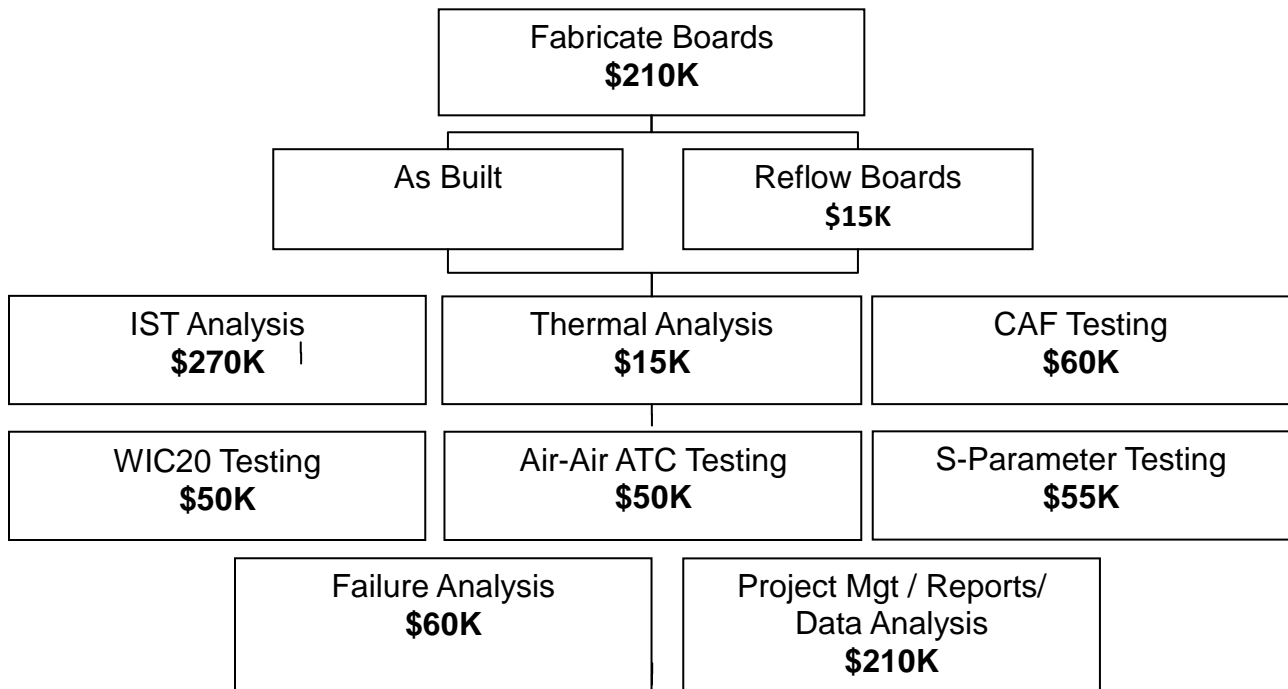 Fabricate Boards
$210K
As Built
Reflow Boards
$15K
IST Analysis
$270K
Thermal Analysis
$15K
CAF Testing
$60K
WIC20 Testing
$50K
Air-Air ATC Testing
$50K
S-Parameter Testing
$55K
Failure Analysis
$60K
Project Mgt / Reports/
Data Analysis
$210K